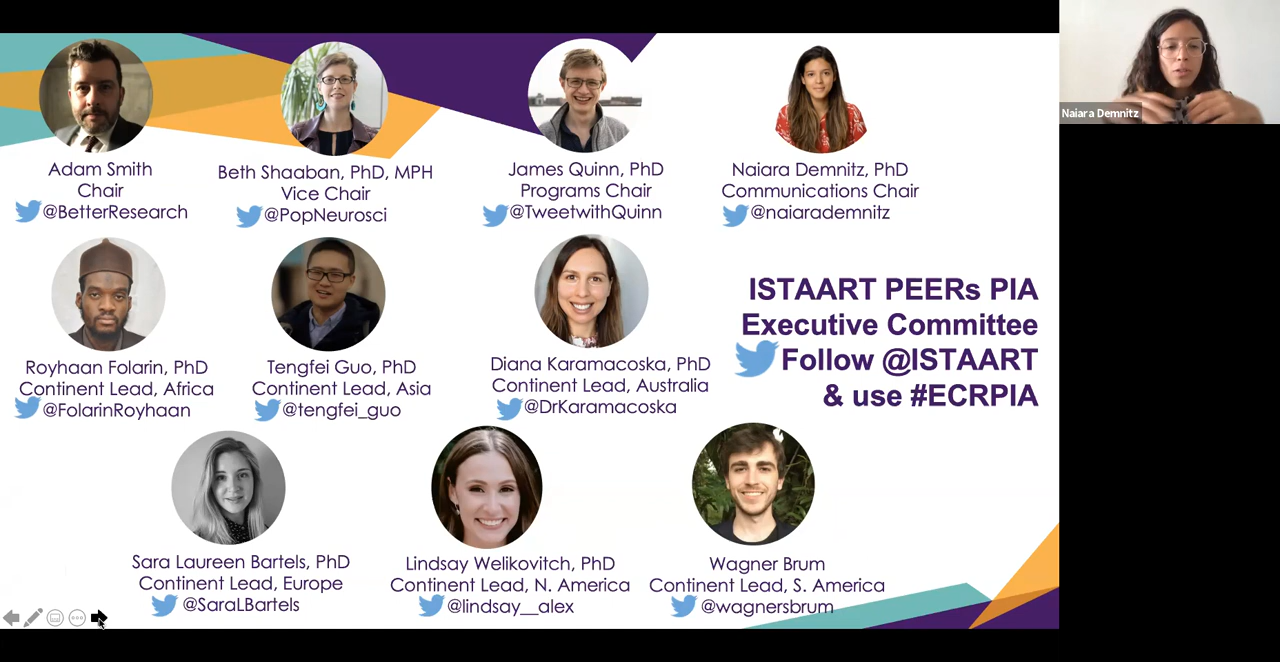 Adam Smith
Chair
@BetterResearch
Beth Shaaban, PhD, MPH
Vice Chair
@PopNeurosci
James Quinn, PhD
Programs Chair
@TweetwithQuinn
Naiara Demnitz, PhD
Communications Chair
@naiarademnitz
Naiara Demnitz
Royhaan Folarin, PhD
Continent Lead, Africa
@FolarinRoyhaan
Tengfei Guo, PhD
Continent Lead, Asia
@tengfei_guo
Diana Karamacoska, PhD
Continent Lead, Australia
@DrKaramacoska
ISTAART PEERs PIA
Executive Committee
Follow @ISTAART
& use #ECRPIA
Sara Laureen Bartels, PhD
Continent Lead, Europe
@SaraLBartels
Lindsay Welikovitch, PhD
Continent Lead, N. America
@lindsay__alex
Wagner Brum
Continent Lead, S. America
@wagnersbrum